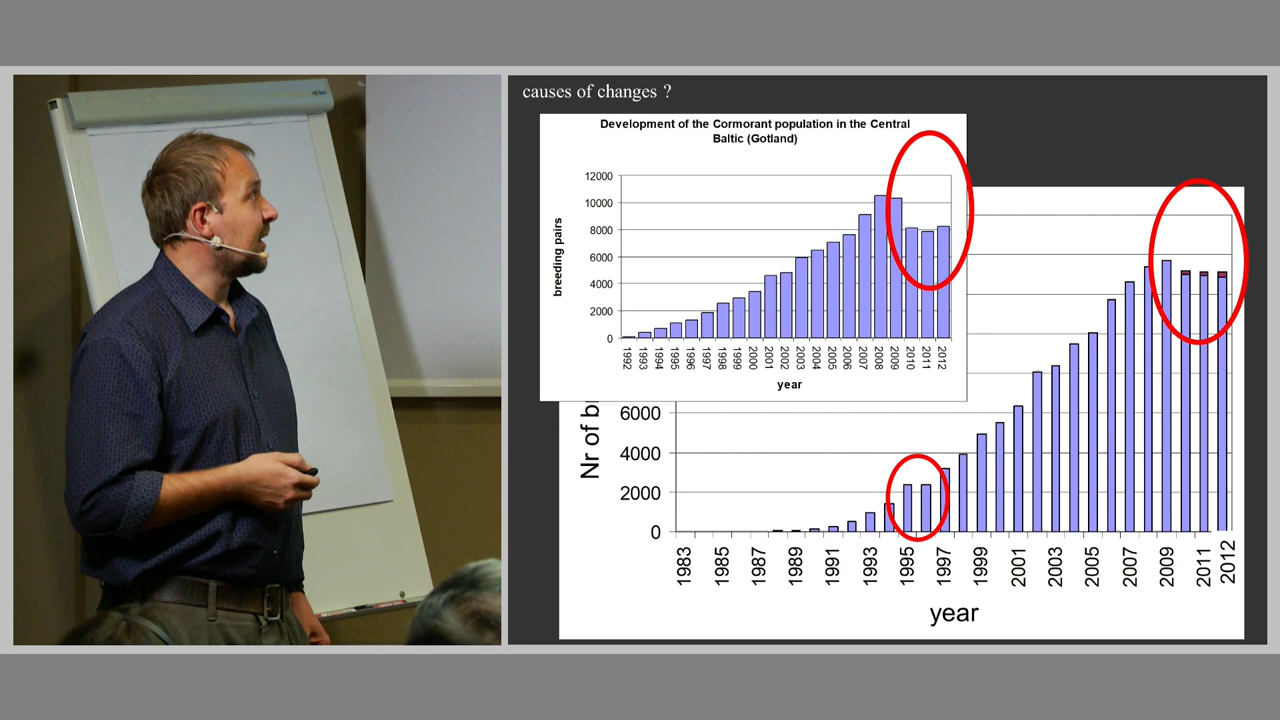 causes of changes ?
Development of the Cormorant population in the Central
Baltic (Gotland)
12000
10000
8000
6000
4000
2000
0
breeding pairs
1992 1993 1994 1995 1996 1997 1998 1999 2000 2001 2002 2003 2004 2005 2006 2007 2008 2009 2010 2011 2012
year
Nr of b
6000
4000
2000
0
1983 1985 1987 1989 1991 1993 1995 1997 1999 2001 2003 2005 2007 2009 2011 2012
year